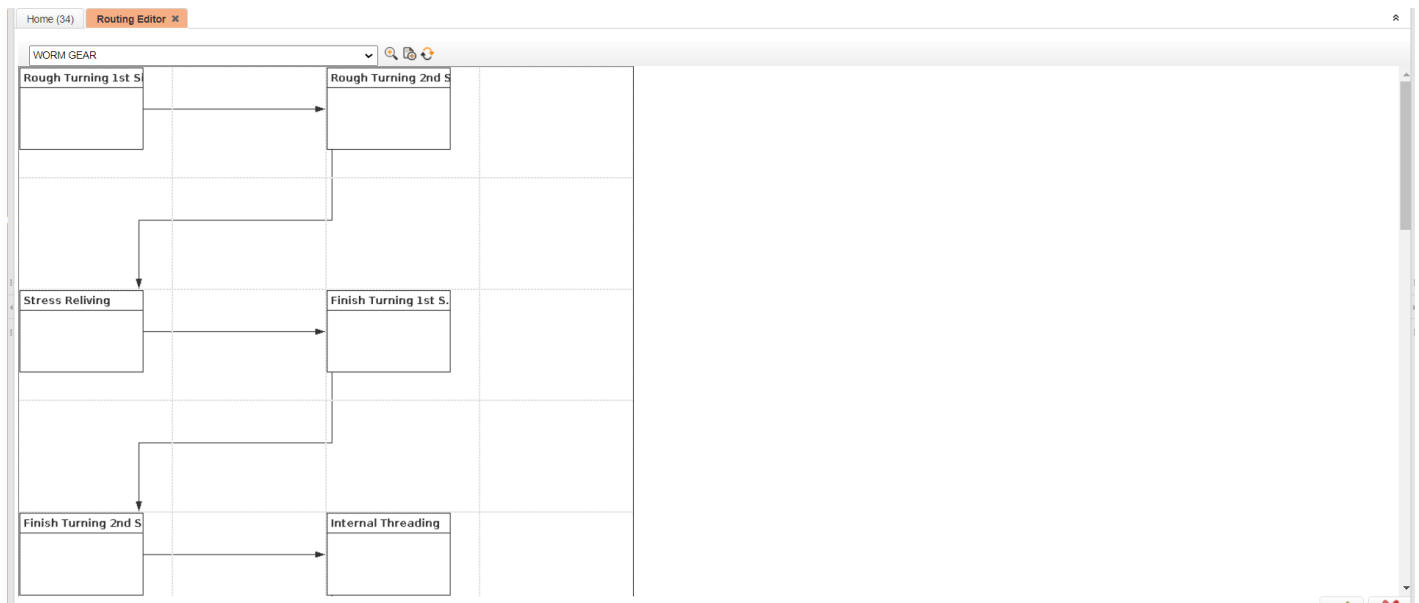 Home (34) Routing Editor
WORM GEAR
Rough Turning 1st Si Rough Turning 2nd S
Stress Reliving Finish Turning 1st S.
Finish Turning 2nd S Internal Threading